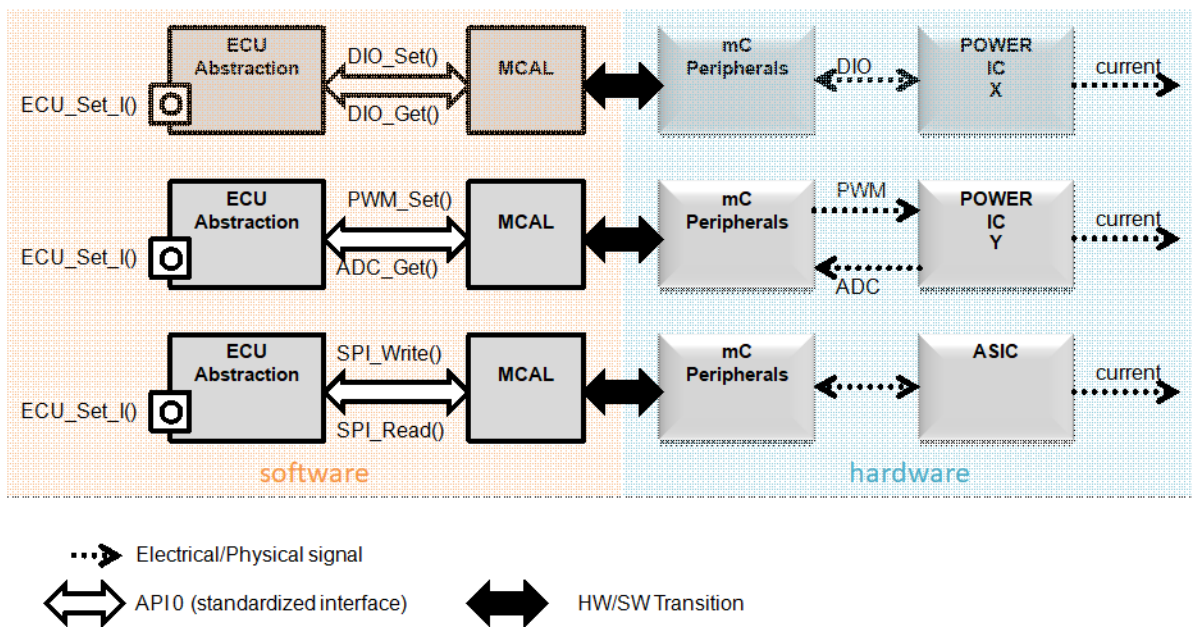 ECU
Abstraction
DIO_Set()
DIO_Get()
MCAL
mC
Peripherals
DIO
POWER
IC
X
current
ECU_Set_I()
ECU
Abstraction
PWM_Set()
ADC_Get()
MCAL
mC
Peripherals
PWM
ADC
POWER
IC
Y
current
ECU_Set_I()
ECU
Abstraction
SPI_Write()
SPI_Read()
MCAL
mC
Peripherals
ASIC
current
ECU_Set_I()
software
hardware
Electrical/Physical signal
API 0 (standardized interface)
HW/SW Transition